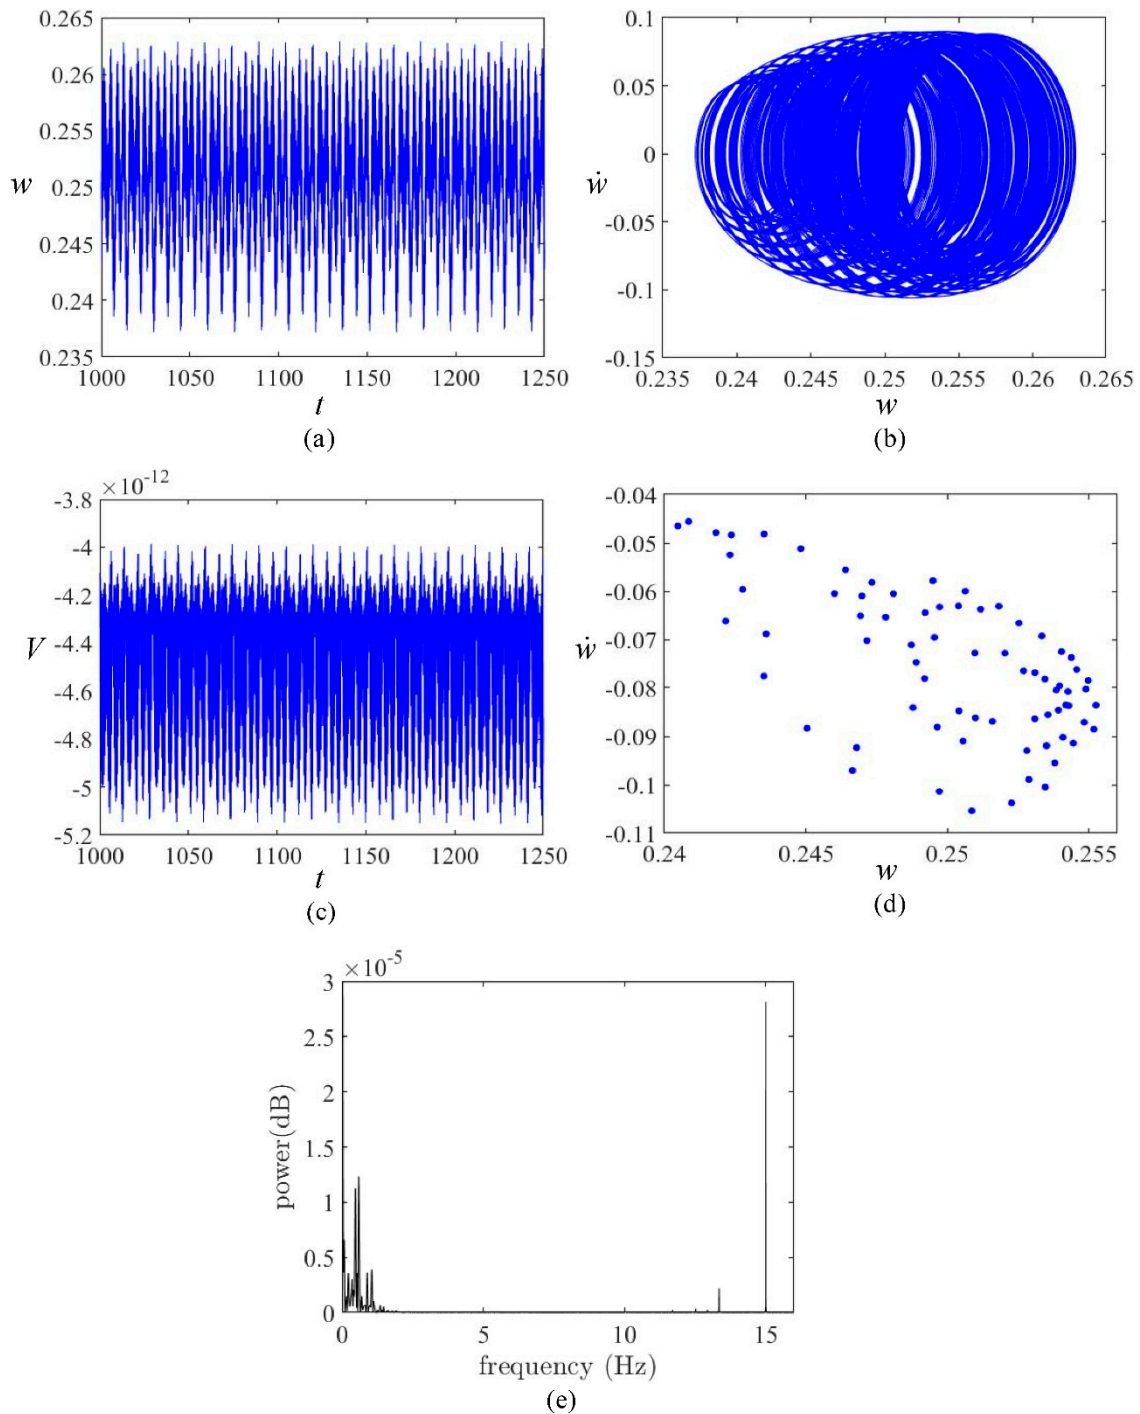 0.265
0.26
0.255
w 0.25
0.245
0.24
0.235
1000 1050 1100 1150 1200 1250
t
(a)
0.1
0.05
0
ẇ
-0.05
-0.1
-0.15
0.235 0.24 0.245 0.25 0.255 0.26 0.265
w
(b)
×10-12
-3.8
-4
-4.2
-4.4
V
-4.6
-4.8
-5
-5.2
1000 1050 1100 1150 1200 1250
t
(c)
-0.04
-0.05
-0.06
-0.07
ẇ
-0.08
-0.09
-0.1
-0.11
0.24 0.245 0.25 0.255
w
(d)
×10-5
3
2.5
2
power(dB)
1.5
1
0.5
0
0 5 10 15
frequency (Hz)
(e)